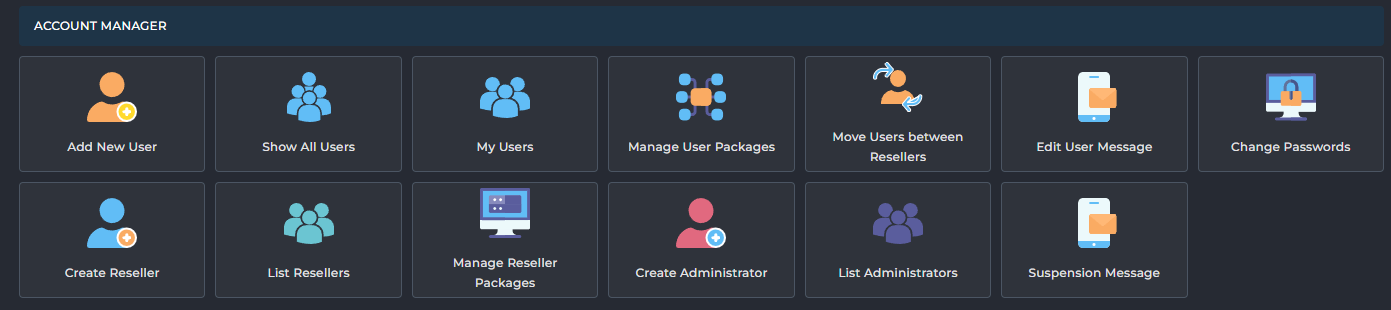 ACCOUNT MANAGER
Add New User
Show All Users
My Users
Manage User Packages
Move Users between
Resellers
Edit User Message
Change Passwords
Create Reseller
List Resellers
Manage Reseller
Packages
Create Administrator
List Administrators
Suspension Message